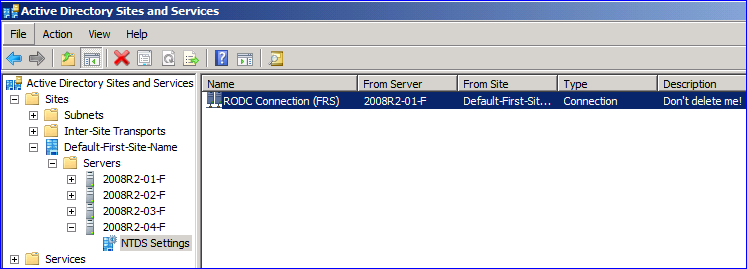 Active Directory Sites and Services
File Action View Help
Active Directory Sites and Services
Sites
Subnets
Inter-Site Transports
Default-First-Site-Name
Servers
2008R2-01-F
2008R2-02-F
2008R2-03-F
2008R2-04-F
NTDS Settings
Services
Name From Server From Site Type Description
RODC Connection (FRS) 2008R2-01-F Default-First-Sit... Connection Don't delete me!